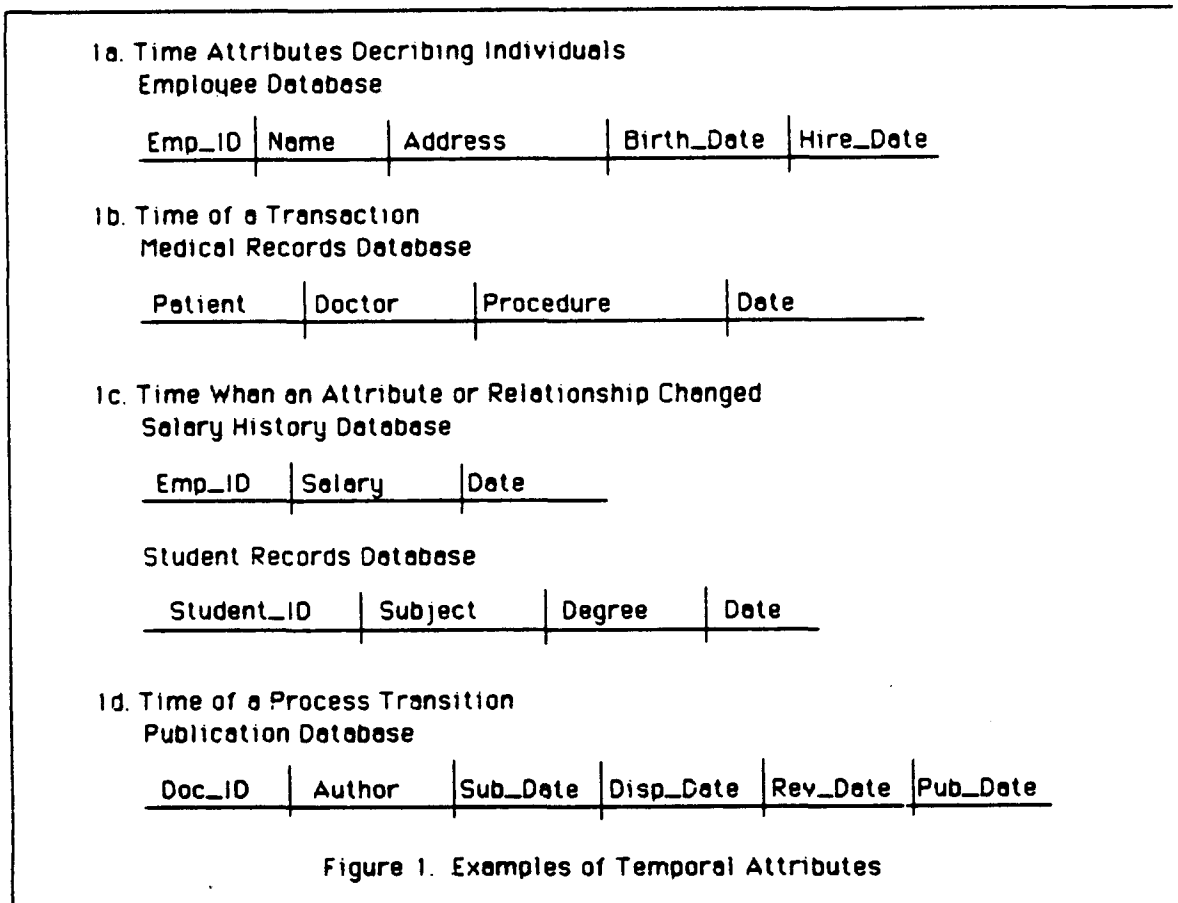 1a. Time Attributes Decribing Individuals
Employee Database
Emp_ID Name Address Birth_Date Hire_Date
1b. Time of a Transaction
Medical Records Database
Patient Doctor Procedure Date
1c. Time When an Attribute or Relationship Changed
Salary History Database
Emp_ID Salary Date
Student Records Database
Student_ID Subject Degree Date
1d. Time of a Process Transition
Publication Database
Doc_ID Author Sub_Date Disp_Date Rev_Date Pub_Date
Figure 1. Examples of Temporal Attributes